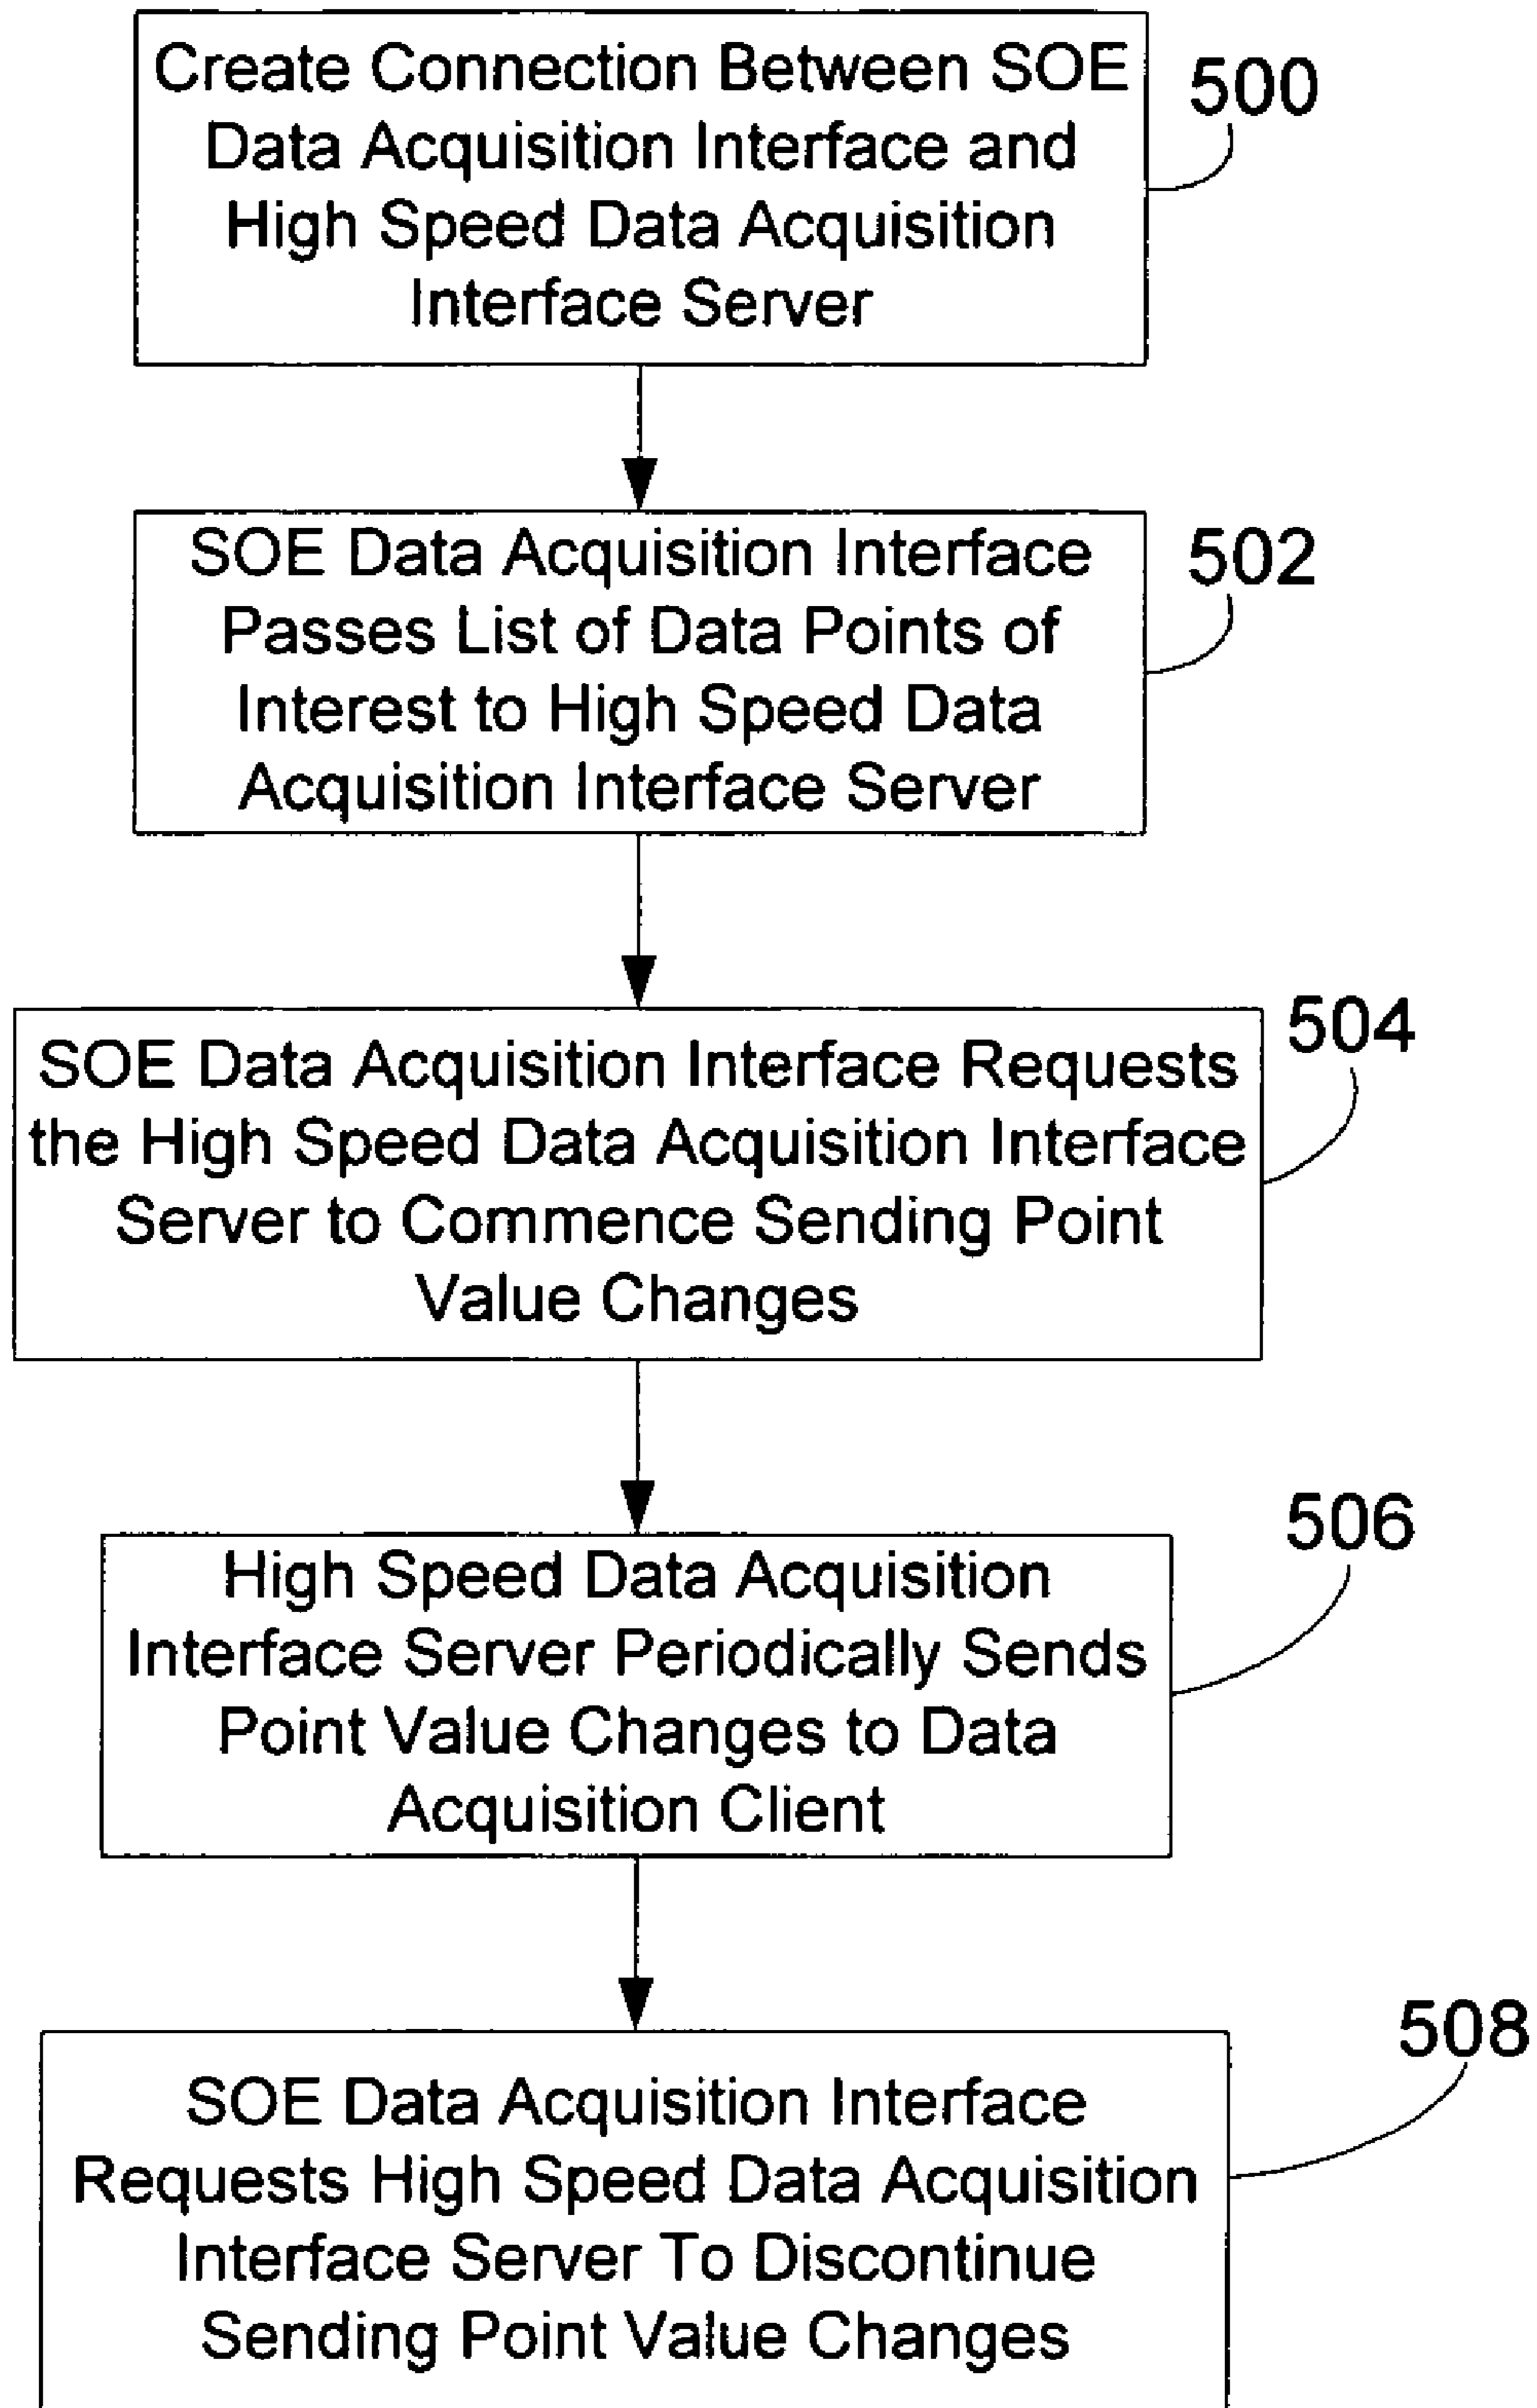 Create Connection Between SOE
Data Acquisition Interface and
High Speed Data Acquisition
Interface Server
500
SOE Data Acquisition Interface
Passes List of Data Points of
Interest to High Speed Data
Acquisition Interface Server
502
SOE Data Acquisition Interface Requests
the High Speed Data Acquisition Interface
Server to Commence Sending Point
Value Changes
504
High Speed Data Acquisition
Interface Server Periodically Sends
Point Value Changes to Data
Acquisition Client
506
SOE Data Acquisition Interface
Requests High Speed Data Acquisition
Interface Server To Discontinue
Sending Point Value Changes
508